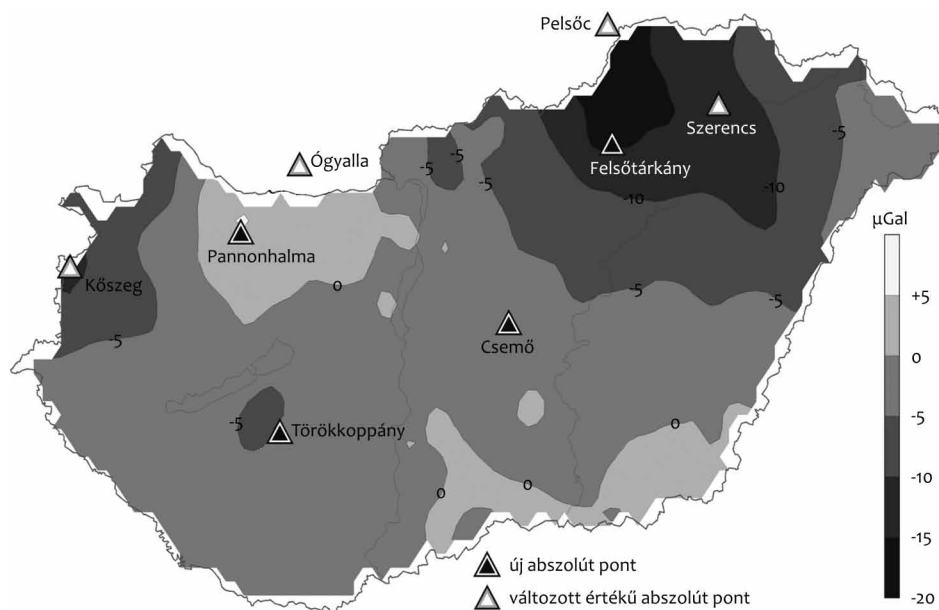 Pelsőc
Szerencs
-5
Felsőtárkány
Ógyalla
-5
-5
-5
-10
-10
µGal
Pannonhalma
+5
Kőszeg
0
-5
-5
-5
Csemő
0
-5
-5
Törökkoppány
0
-10
0
0
-15
új abszolút pont
változott értékű abszolút pont
-20